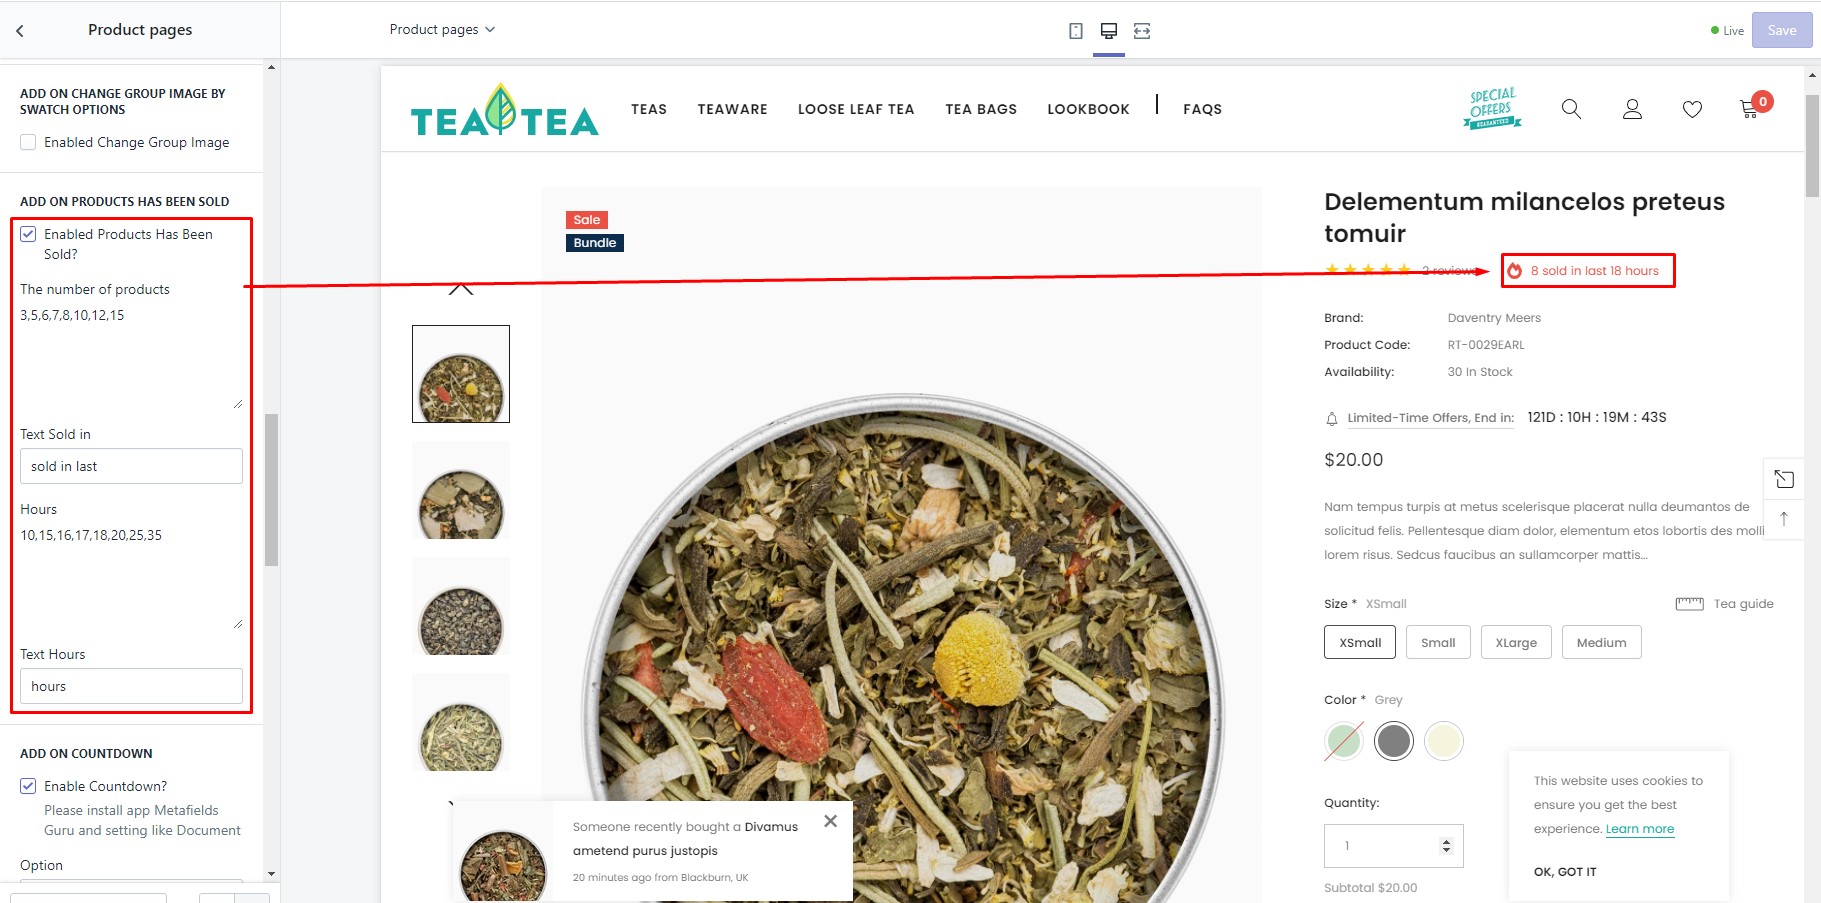 Product pages
ADD ON CHANGE GROUP IMAGE BY
SWATCH OPTIONS
Enabled Change Group Image
ADD ON PRODUCTS HAS BEEN SOLD
Enabled Products Has Been
Sold?
The number of products
3,5,6,7,8,10,12,15
Text Sold in
sold in last
Hours
10,15,16,17,18,20,25,35
Text Hours
hours
ADD ON COUNTDOWN
Enable Countdown?
Please install app Metafields
Guru and setting like Document
Option
Product pages
Live
Save
TEA TEA
TEAS
TEAWARE
LOOSE LEAF TEA
TEA BAGS
LOOKBOOK
FAQS
SPECIAL
OFFERS
GUARANTEED
0
Sale
Bundle
Delementum milancelos preteus
tomuir
2 reviews
8 sold in last 18 hours
Brand: Daventry Meers
Product Code: RT-0029EARL
Availability: 30 In Stock
Limited-Time Offers, End in: 121D : 10H : 19M : 43S
$20.00
Nam tempus turpis at metus scelerisque placerat nulla deumantos de
solicitud felis. Pellentesque diam dolor, elementum etos lobortis des molli
lorem risus. Sedcus faucibus an sullamcorper mattis...
Size * XSmall
Tea guide
XSmall
Small
XLarge
Medium
Color * Grey
Quantity:
1
Subtotal $20.00
Someone recently bought a Divamus
ametend purus justopis
20 minutes ago from Blackburn, UK
This website uses cookies to
ensure you get the best
experience. Learn more
OK, GOT IT